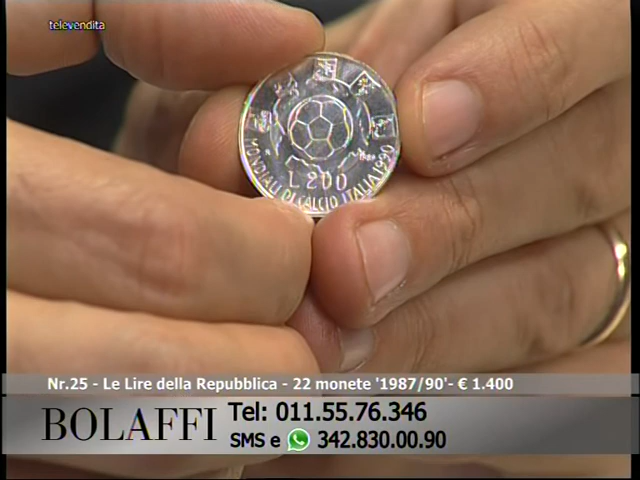 televendita
MONDIALI DI CALCIO ITALIA 1990
L.200
Nr.25 - Le Lire della Repubblica - 22 monete '1987/90'- € 1.400
BOLAFFI
Tel: 011.55.76.346
SMS e 342.830.00.90